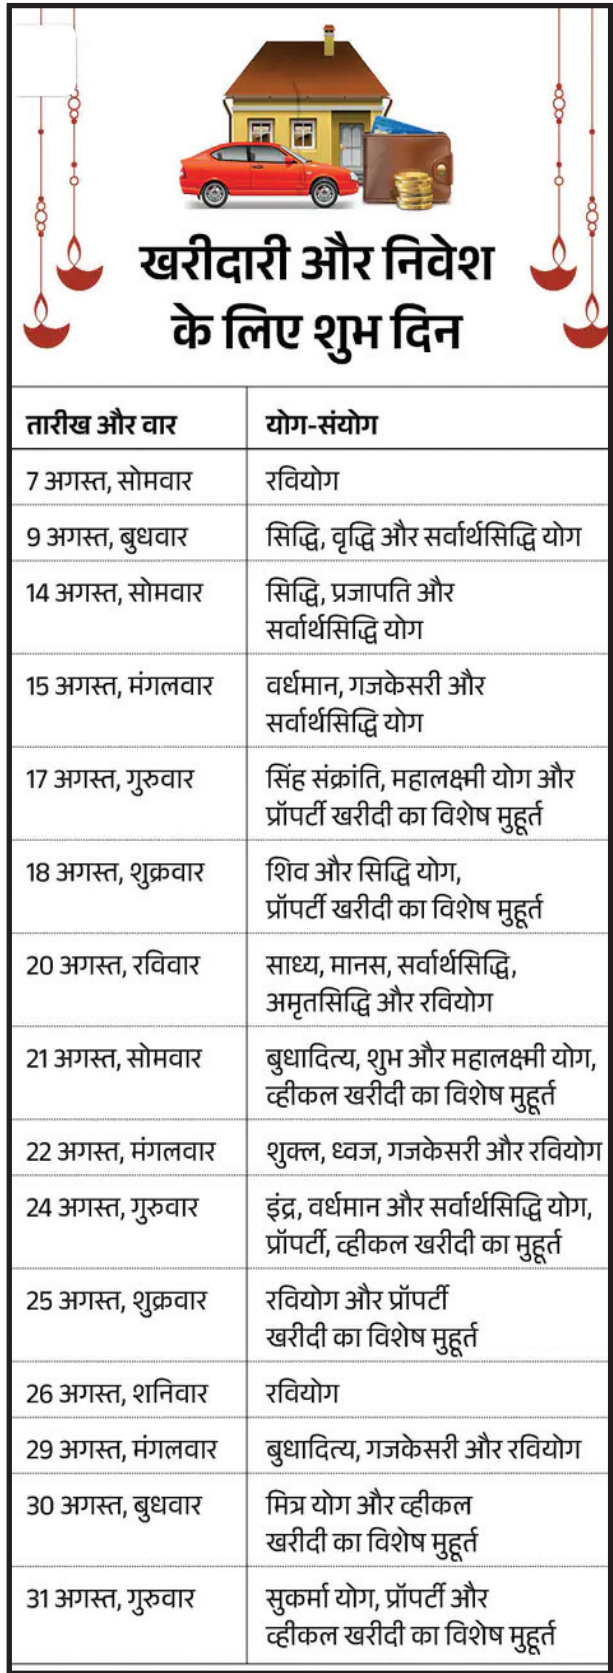 खरीदारी और निवेश
के लिए शुभ दिन
तारीख और वार योग-संयोग
7 अगस्त, सोमवार रवियोग
9 अगस्त, बुधवार सिद्धि, वृद्धि और सर्वार्थसिद्धि योग
14 अगस्त, सोमवार सिद्धि, प्रजापति और
सर्वार्थसिद्धि योग
15 अगस्त, मंगलवार वर्धमान, गजकेसरी और
सर्वार्थसिद्धि योग
17 अगस्त, गुरुवार सिंह संक्रांति, महालक्ष्मी योग और
प्रॉपर्टी खरीदी का विशेष मुहूर्त
18 अगस्त, शुक्रवार शिव और सिद्धि योग,
प्रॉपर्टी खरीदी का विशेष मुहूर्त
20 अगस्त, रविवार साध्य, मानस, सर्वार्थसिद्धि,
अमृतसिद्धि और रवियोग
21 अगस्त, सोमवार बुधादित्य, शुभ और महालक्ष्मी योग,
व्हीकल खरीदी का विशेष मुहूर्त
22 अगस्त, मंगलवार शुक्ल, ध्वज, गजकेसरी और रवियोग
24 अगस्त, गुरुवार इंद्र, वर्धमान और सर्वार्थसिद्धि योग,
प्रॉपर्टी, व्हीकल खरीदी का मुहूर्त
25 अगस्त, शुक्रवार रवियोग और प्रॉपर्टी
खरीदी का विशेष मुहूर्त
26 अगस्त, शनिवार रवियोग
29 अगस्त, मंगलवार बुधादित्य, गजकेसरी और रवियोग
30 अगस्त, बुधवार मित्र योग और व्हीकल
खरीदी का विशेष मुहूर्त
31 अगस्त, गुरुवार सुकर्मा योग, प्रॉपर्टी और
व्हीकल खरीदी का विशेष मुहूर्त